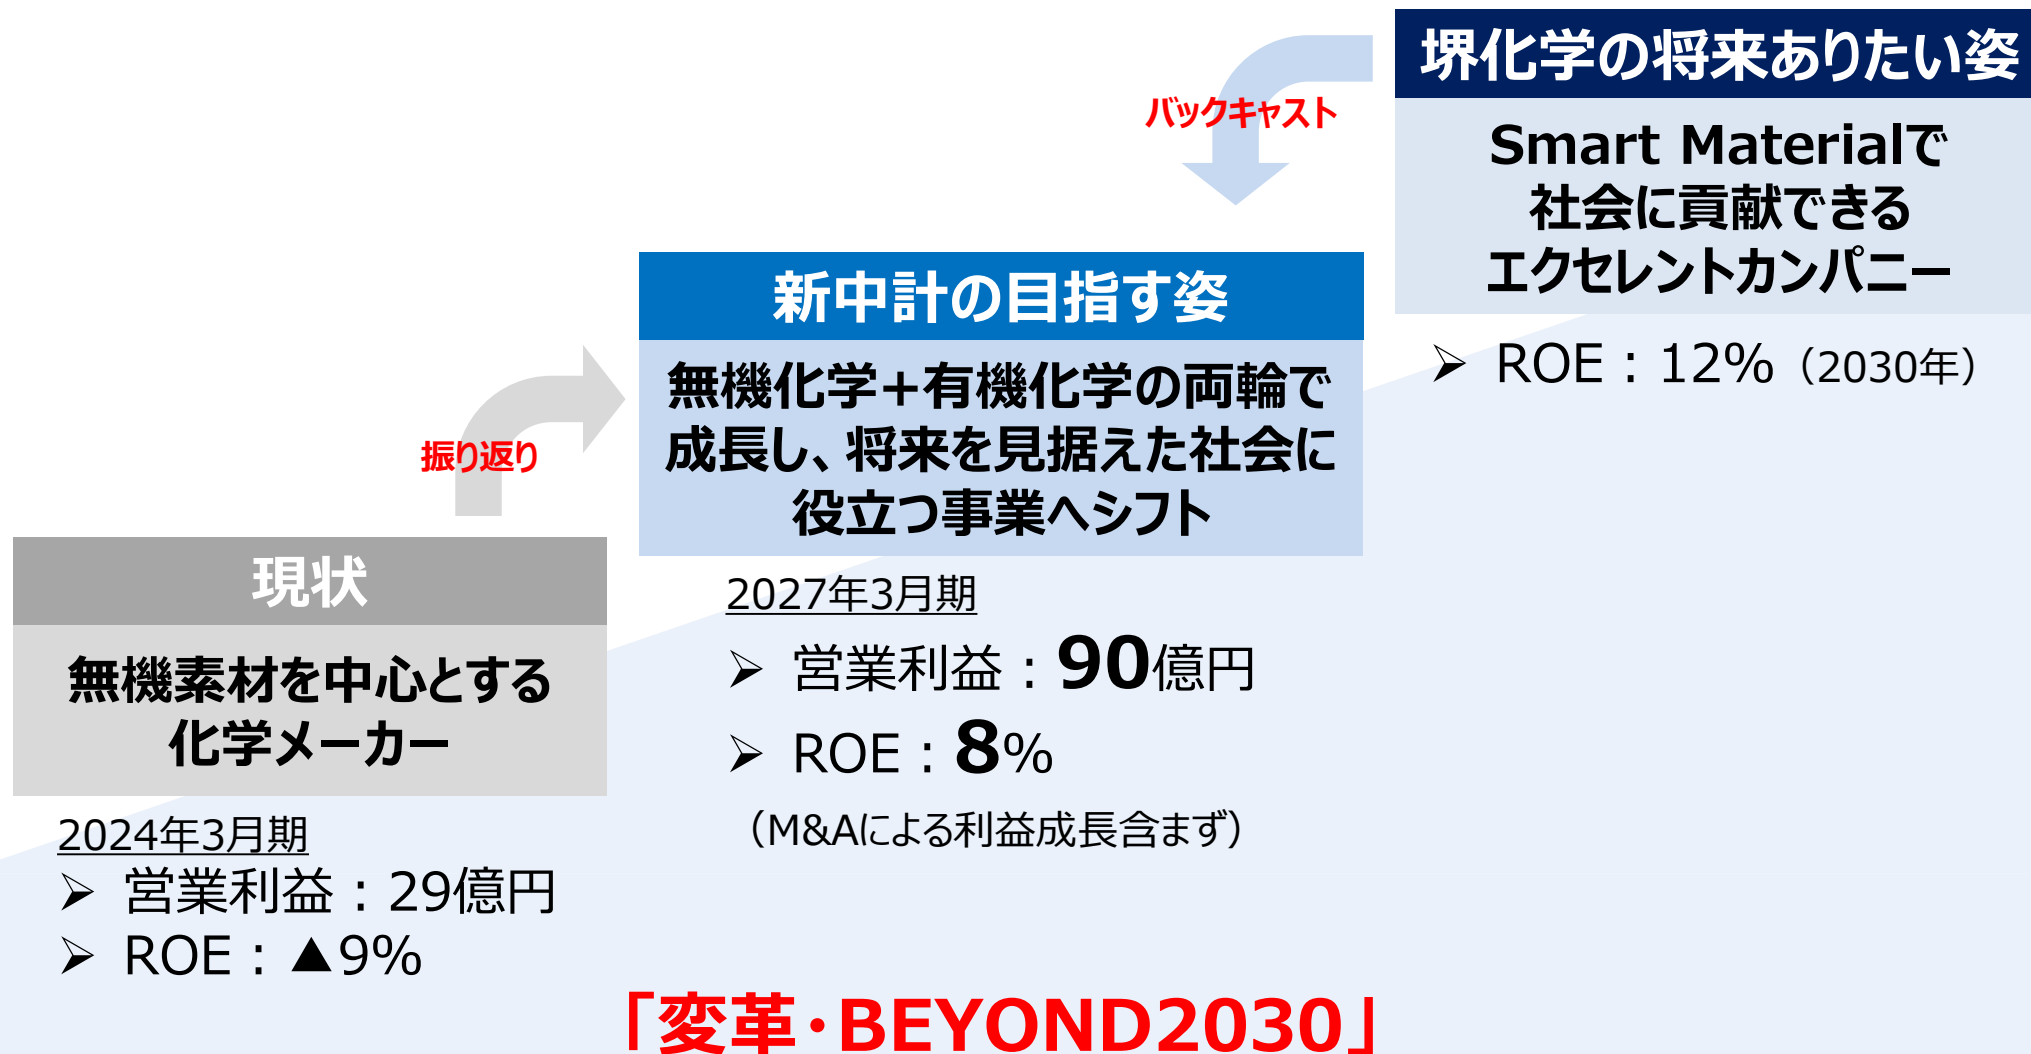 堺化学の将来ありたい姿
Smart Materialで
社会に貢献できる
エクセレントカンパニー
➢ ROE：12%（2030年）
バックキャスト
新中計の目指す姿
無機化学+有機化学の両輪で
成長し、将来を見据えた社会に
役立つ事業へシフト
2027年3月期
➢ 営業利益：90億円
➢ ROE：8%
（M&Aによる利益成長含まず）
振り返り
現状
無機素材を中心とする
化学メーカー
2024年3月期
➢ 営業利益：29億円
➢ ROE：▲9%
「変革・BEYOND2030」